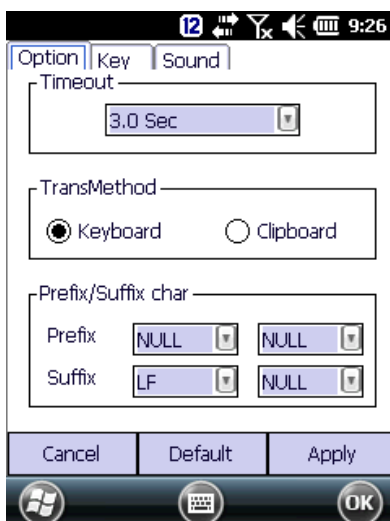 12 9:26
Option Key Sound
Timeout
3.0 Sec
TransMethod
Keyboard Clipboard
Prefix/Suffix char
Prefix NULL NULL
Suffix LF NULL
Cancel Default Apply
OK